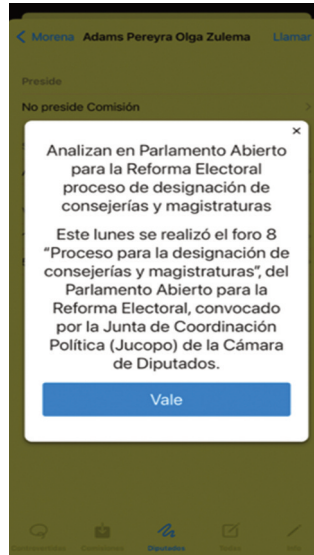 Morena Adams Pereyra Olga Zulema Llamar
Preside
No preside Comisión
×
Analizan en Parlamento Abierto
para la Reforma Electoral
proceso de designación de
consejerías y magistraturas
Este lunes se realizó el foro 8
“Proceso para la designación de
consejerías y magistraturas”, del
Parlamento Abierto para la
Reforma Electoral, convocado
por la Junta de Coordinación
Política (Jucopo) de la Cámara
de Diputados.
Vale
Diputados